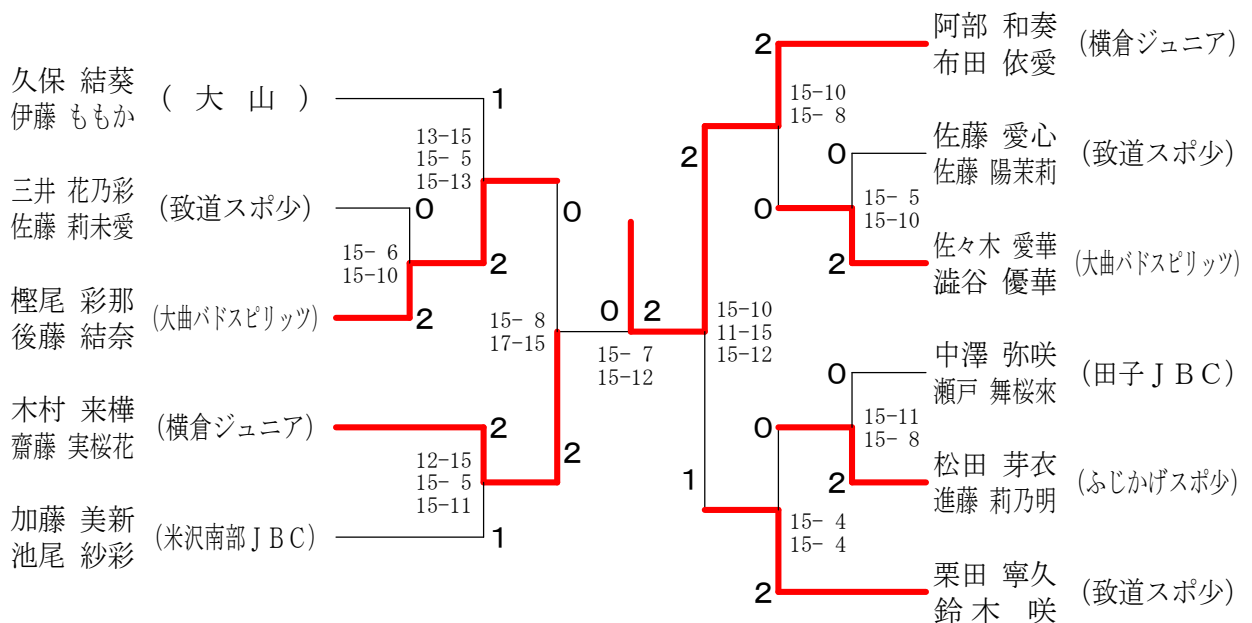 久保 結葵
伊藤 ももか
( 大 山 )
1
13-15
15- 5
15-13
三井 花乃彩
佐藤 莉未愛
(致道スポ少)
0
15- 6
15-10
2
樫尾 彩那
後藤 結奈
(大曲バドスピリッツ)
2
0
15- 8
17-15
木村 来樺
齋藤 実桜花
(横倉ジュニア)
2
12-15
15- 5
15-11
2
加藤 美新
池尾 紗彩
(米沢南部ＪＢＣ)
1
0
2
15- 7
15-12
阿部 和奏
布田 依愛
(横倉ジュニア)
2
15-10
15- 8
2
佐藤 愛心
佐藤 陽茉莉
(致道スポ少)
0
15- 5
15-10
0
佐々木 愛華
澁谷 優華
(大曲バドスピリッツ)
2
15-10
11-15
15-12
中澤 弥咲
瀬戸 舞桜來
(田子ＪＢＣ)
0
15-11
15- 8
0
松田 芽衣
進藤 莉乃明
(ふじかげスポ少)
2
1
15- 4
15- 4
栗田 寧久
鈴木 咲
(致道スポ少)
2